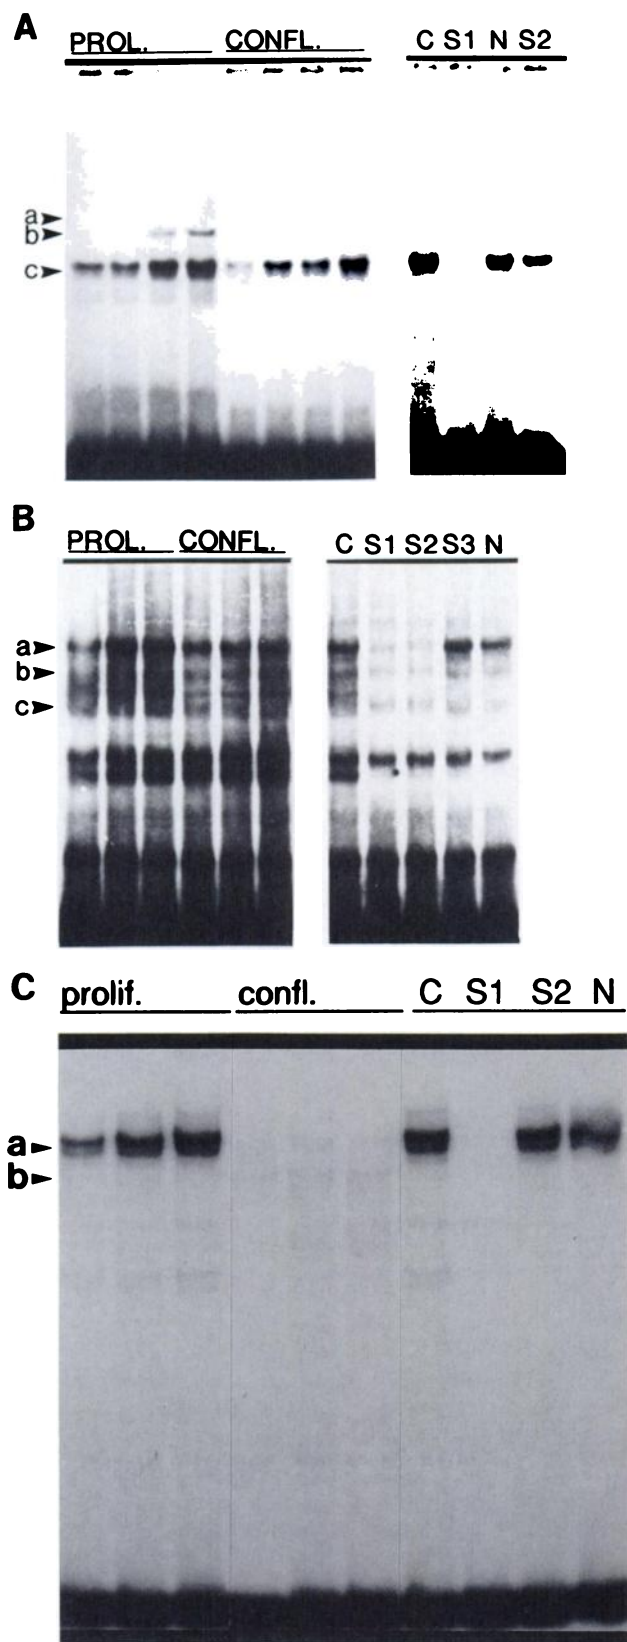 A
PROL. CONFL. C S1 N S2
a
b
c
B
PROL. CONFL. C S1 S2 S3 N
a
b
c
C
prolif. confl. C S1 S2 N
a
b